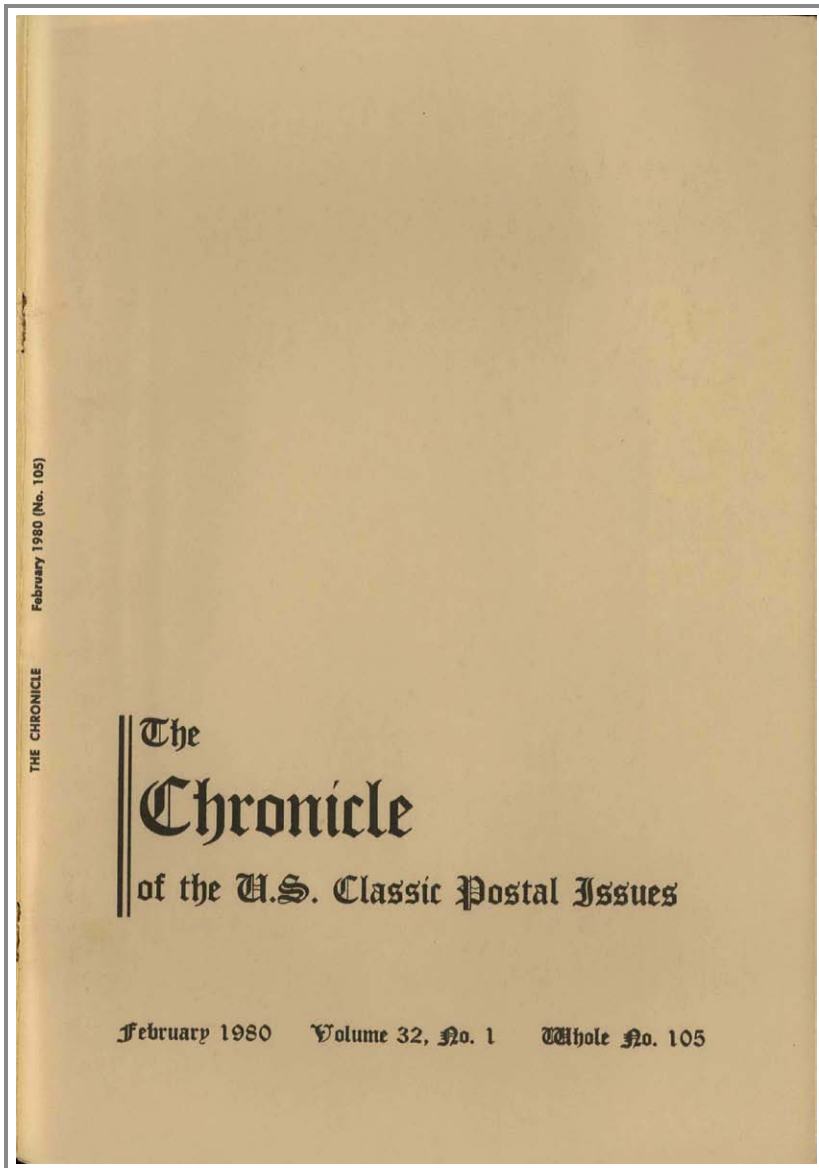 THE CHRONICLE February 1980 (No. 105)
The
Chronicle
of the U.S. Classic Postal Issues
February 1980 Volume 32, No. 1 Whole No. 105